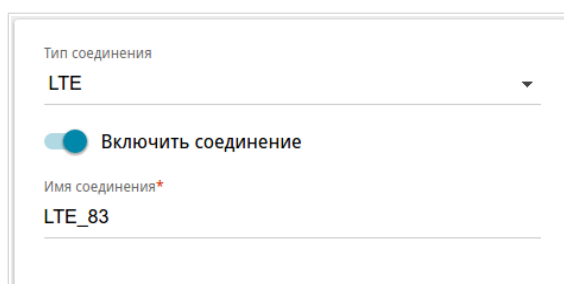 Тип соединения
LTE
Включить соединение
Имя соединения*
LTE_83